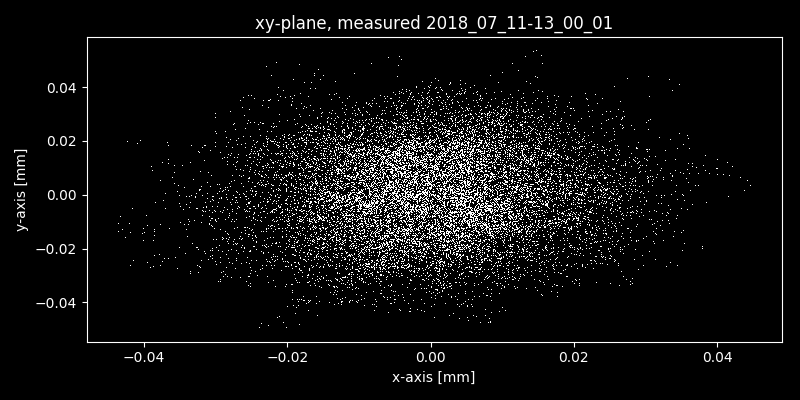 xy-plane, measured 2018_07_11-13_00_01
y-axis [mm]
0.04
0.02
0.00
−0.02
−0.04
−0.04 −0.02 0.00 0.02 0.04
x-axis [mm]